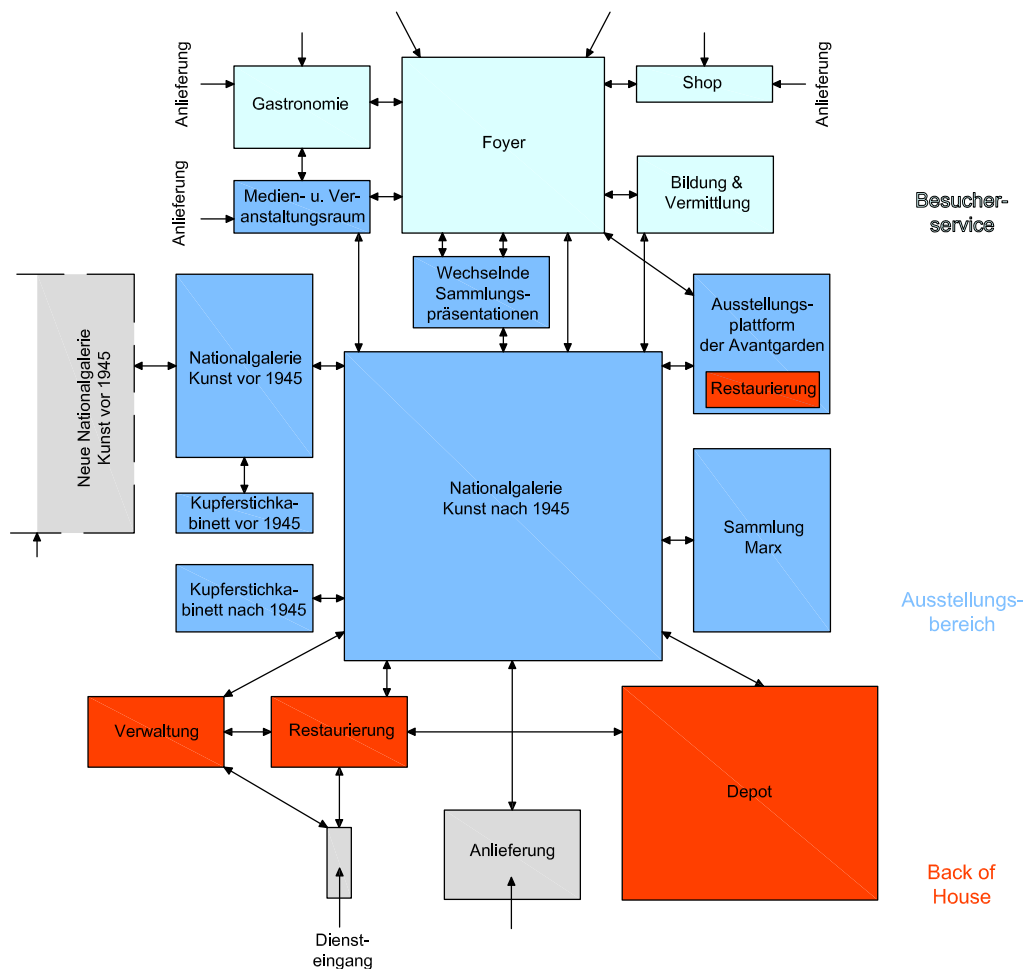 Anlieferung
Gastronomie
Foyer
Shop
Anlieferung
Anlieferung
Medien- u. Ver-
anstaltungsraum
Bildung &
Vermittlung
Besucher-
service
Wechselnde
Sammlungs-
präsentationen
Ausstellungs-
plattform
der Avantgarden
Restaurierung
Neue Nationalgalerie
Kunst vor 1945
Nationalgalerie
Kunst vor 1945
Kupferstichka-
binett vor 1945
Nationalgalerie
Kunst nach 1945
Sammlung
Marx
Kupferstichka-
binett nach 1945
Ausstellungs-
bereich
Verwaltung
Restaurierung
Depot
Anlieferung
Back of
House
Dienst-
eingang